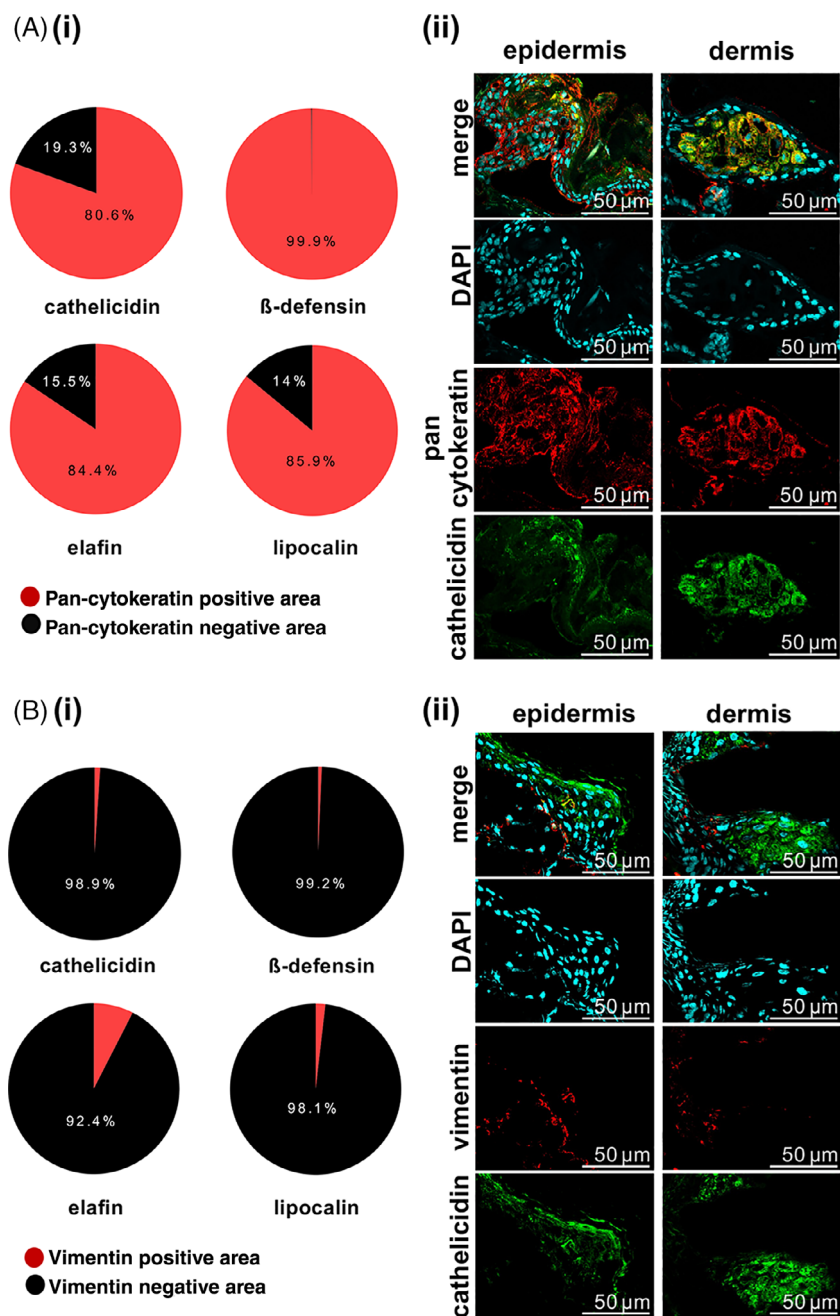 (A) (i)
19.3%
80.6%
cathelicidin
99.9%
ß-defensin
15.5%
84.4%
elafin
14%
85.9%
lipocalin
Pan-cytokeratin positive area
Pan-cytokeratin negative area
(ii)
epidermis dermis
merge
50 µm 50 µm
DAPI
50 µm 50 µm
pan
cytokeratin
50 µm 50 µm
cathelicidin
50 µm 50 µm
(B) (i)
98.9%
cathelicidin
99.2%
ß-defensin
92.4%
elafin
98.1%
lipocalin
Vimentin positive area
Vimentin negative area
(ii)
epidermis dermis
merge
50 µm 50 µm
DAPI
50 µm 50 µm
vimentin
50 µm 50 µm
cathelicidin
50 µm 50 µm